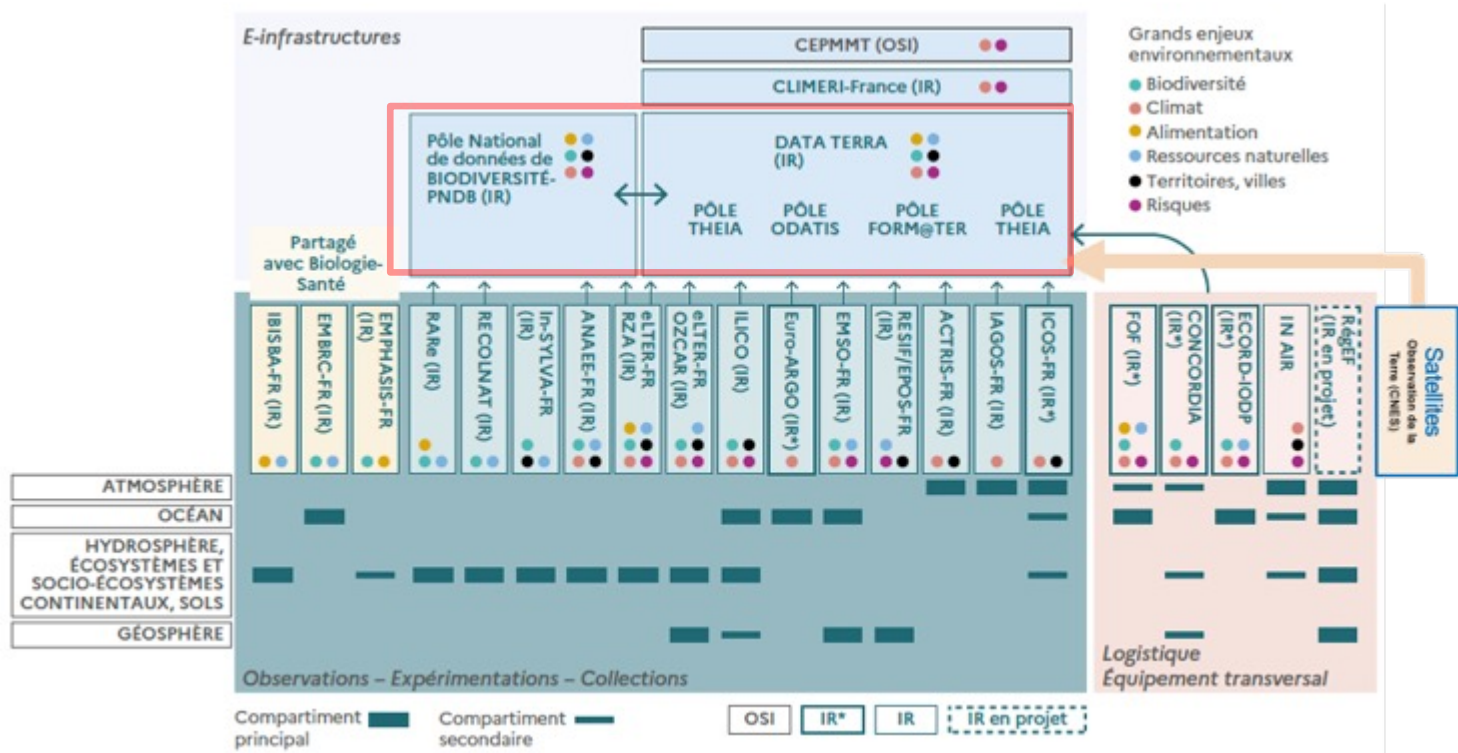 E-infrastructures
CEPMMT (OSI)
CLIMERI-France (IR)
Pôle National
de données de
BIODIVERSITÉ-
PNDB (IR)
DATA TERRA
(IR)
PÔLE
THEIA
PÔLE
ODATIS
PÔLE
FORM@TER
PÔLE
THEIA
Grands enjeux
environnementaux
Biodiversité
Climat
Alimentation
Ressources naturelles
Territoires, villes
Risques
Partagé
avec Biologie-
Santé
IBISBA-FR (IR)
EMBRC-FR (IR)
EMPHASIS-FR
(IR)
RARe (IR)
RECOLNAT (IR)
In-SYLVA-FR
(IR)
ANAEE-FR (IR)
eLTER-FR
RZA (IR)
eLTER-FR
OZCAR (IR)
ILICO (IR)
Euro-ARGO (IR*)
EMSO-FR (IR)
RESIF/EPOS-FR
(IR)
ACTRIS-FR (IR)
IAGOS-FR (IR)
ICOS-FR (IR*)
FOF (IR*)
CONCORDIA
(IR*)
ECORD-IODP
(IR*)
IN AIR
RégEF
(IR en projet)
Satellites
Observation de la
Terre (CNES)
ATMOSPHÈRE
OCÉAN
HYDROSPHÈRE,
ÉCOSYSTÈMES ET
SOCIO-ÉCOSYSTÈMES
CONTINENTAUX, SOLS
GÉOSPHÈRE
Observations – Expérimentations – Collections
Logistique
Équipement transversal
Compartiment
principal
Compartiment
secondaire
OSI
IR*
IR
IR en projet